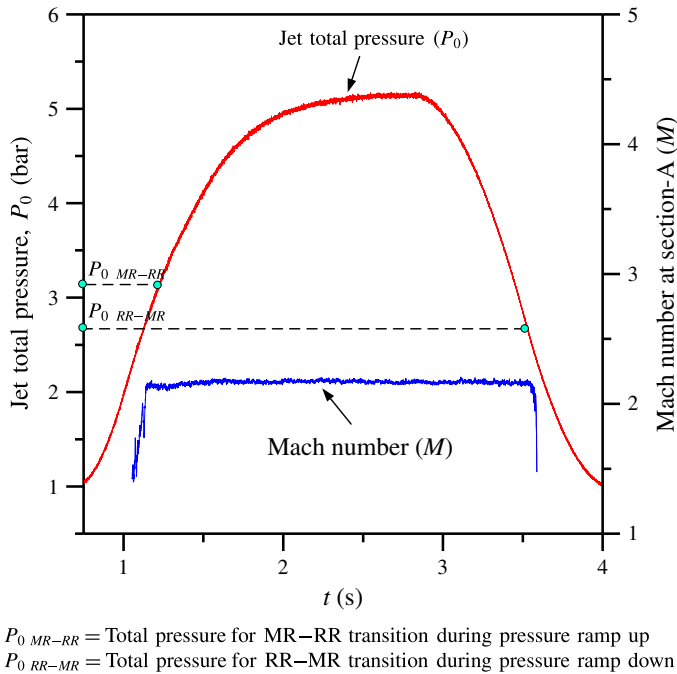 Jet total pressure (P0)
6
5
4
3
2
1
Jet total pressure, P0 (bar)
5
4
3
2
1
Mach number at section-A (M)
P0 MR–RR
P0 RR–MR
Mach number (M)
1
2
3
4
t (s)
P0 MR–RR = Total pressure for MR–RR transition during pressure ramp up
P0 RR–MR = Total pressure for RR–MR transition during pressure ramp down